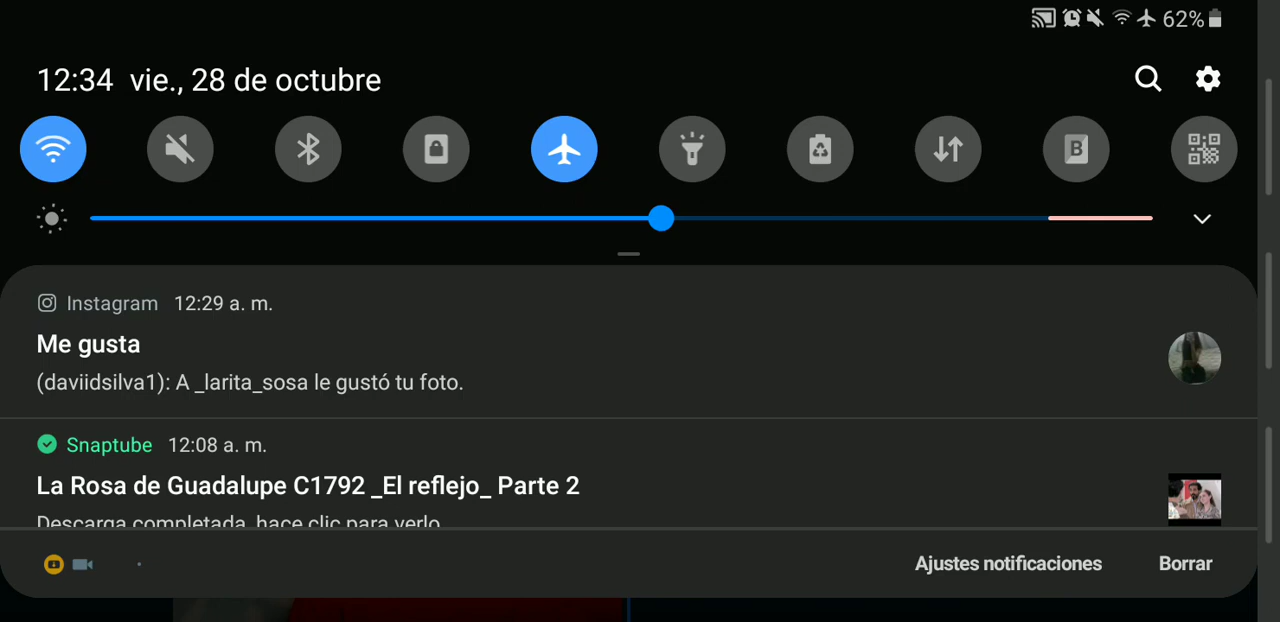 62%
12:34 vie., 28 de octubre
B
Instagram 12:29 a. m.
Me gusta
(daviidsilva1): A _larita_sosa le gustó tu foto.
Snaptube 12:08 a. m.
La Rosa de Guadalupe C1792 _El reflejo_ Parte 2
Descarga completada, hace clic para verlo
Ajustes notificaciones Borrar